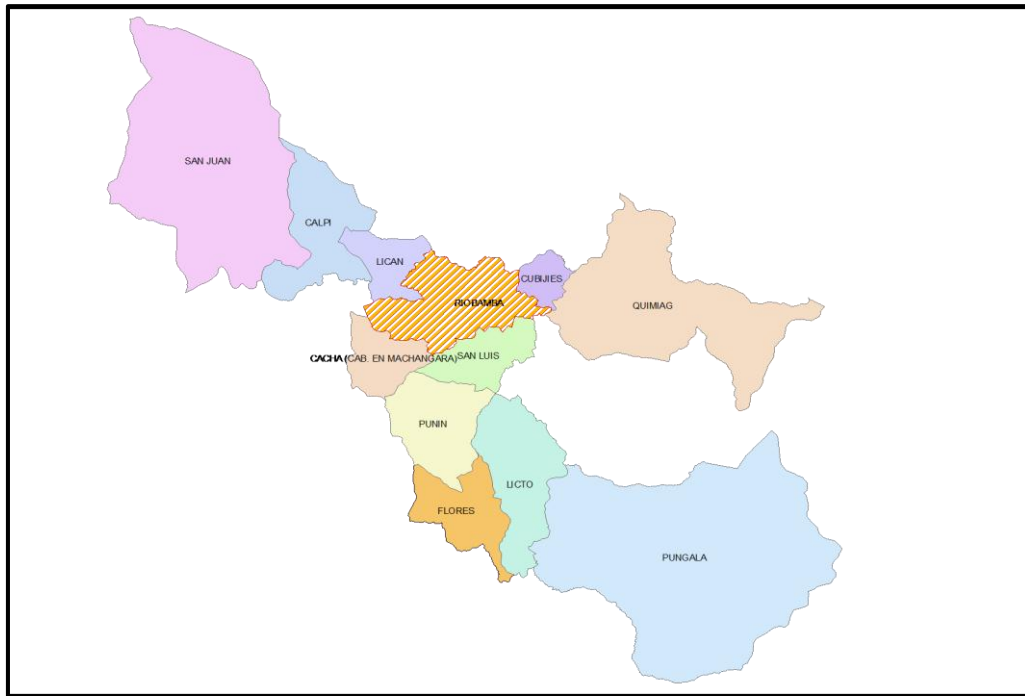 SAN JUAN
CALPI
LICAN
CUBIJIES
RIOBAMBA
QUIMIAG
CACHA (CAB. EN MACHANGARA)
SAN LUIS
PUNIN
LICTO
FLORES
PUNGALA